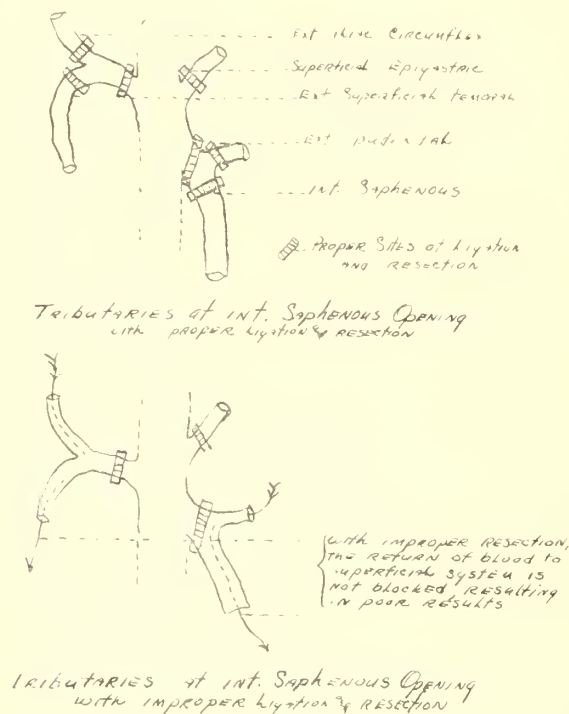 Ext iliac Circumflex
Superficial Epigastric
Ext Superficial temoral
Ext pudental
Int. Saphenous
Proper Sites of Ligation
and resection
Tributaries at int. Saphenous Opening
with proper Ligation & resection
with improper resection,
the return of blood to
superficial system is
not blocked resulting
in poor results
Tributaries at int. Saphenous Opening
with improper Ligation & resection